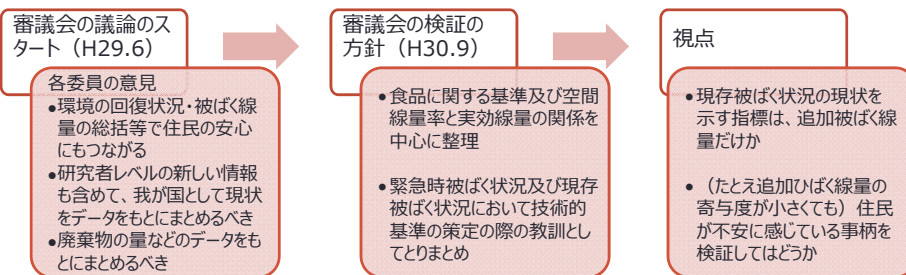 審議会の議論のス
タート（H29.6）
各委員の意見
●環境の回復状況・被ばく線
量の総括等で住民の安心
にもつながる
●研究者レベルの新しい情報
も含めて、我が国として現状
をデータをもとにまとめるべき
●廃棄物の量などのデータをも
とにまとめるべき
審議会の検証の
方針（H30.9）
●食品に関する基準及び空間
線量率と実効線量の関係を
中心に整理
●緊急時被ばく状況及び現存
被ばく状況において技術的
基準の策定の際の教訓とし
てとりまとめ
視点
●現存被ばく状況の現状を
示す指標は、追加被ばく線
量だけか
●（たとえ追加ひばく線量の
寄与度が小さくても）住民
が不安に感じている事柄を
検証してはどうか